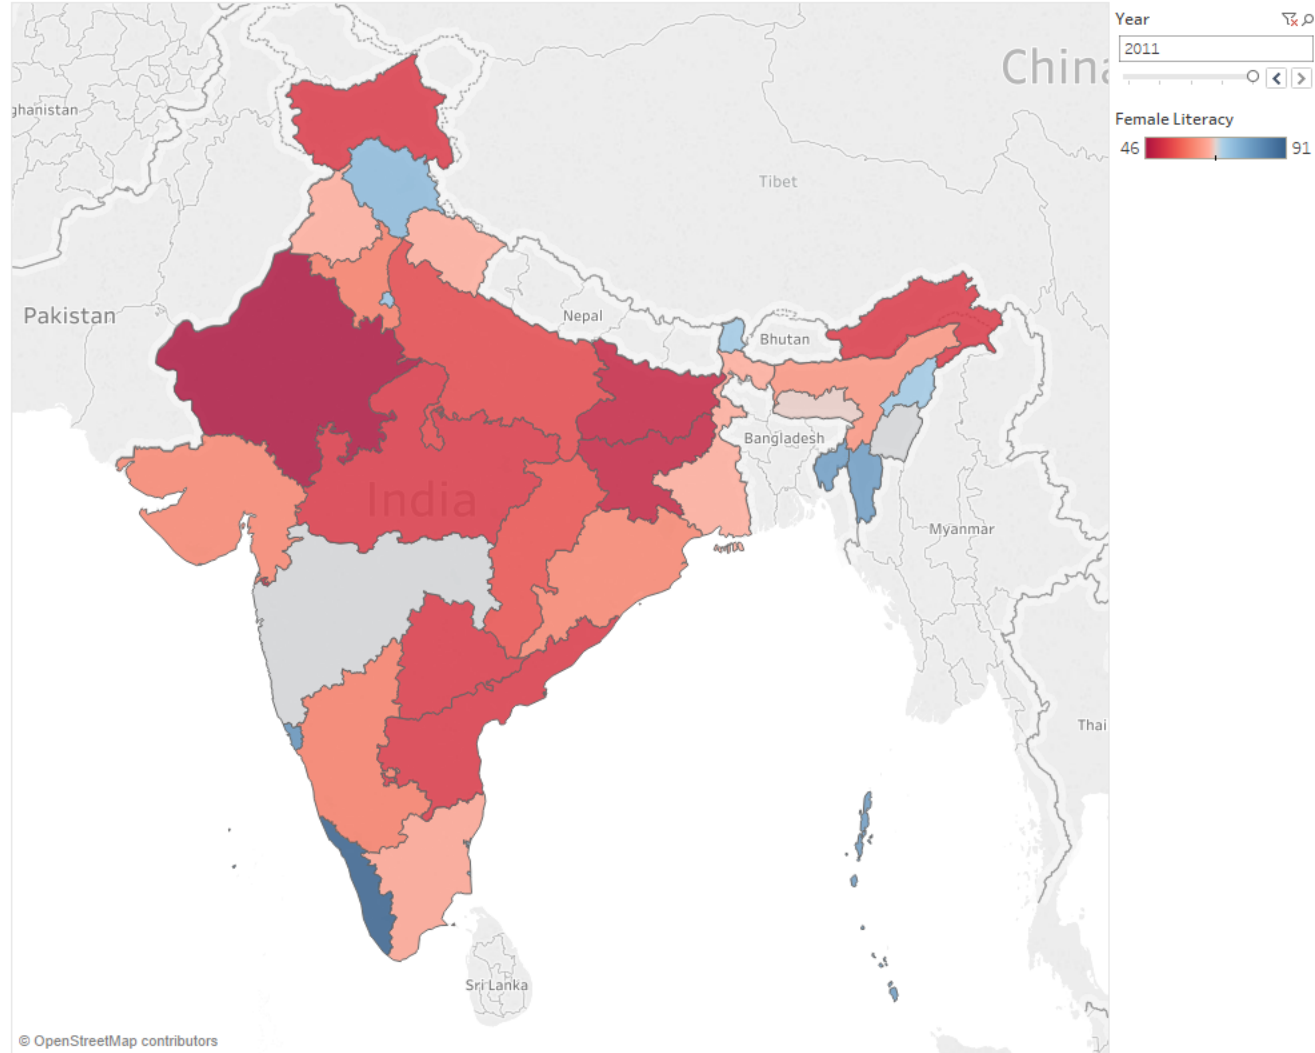 Year
2011
Female Literacy
46 91
China
ghanistan
Tibet
Pakistan
Nepal
Bhutan
Bangladesh
India
Myanmar
Thai
Sri Lanka
© OpenStreetMap contributors